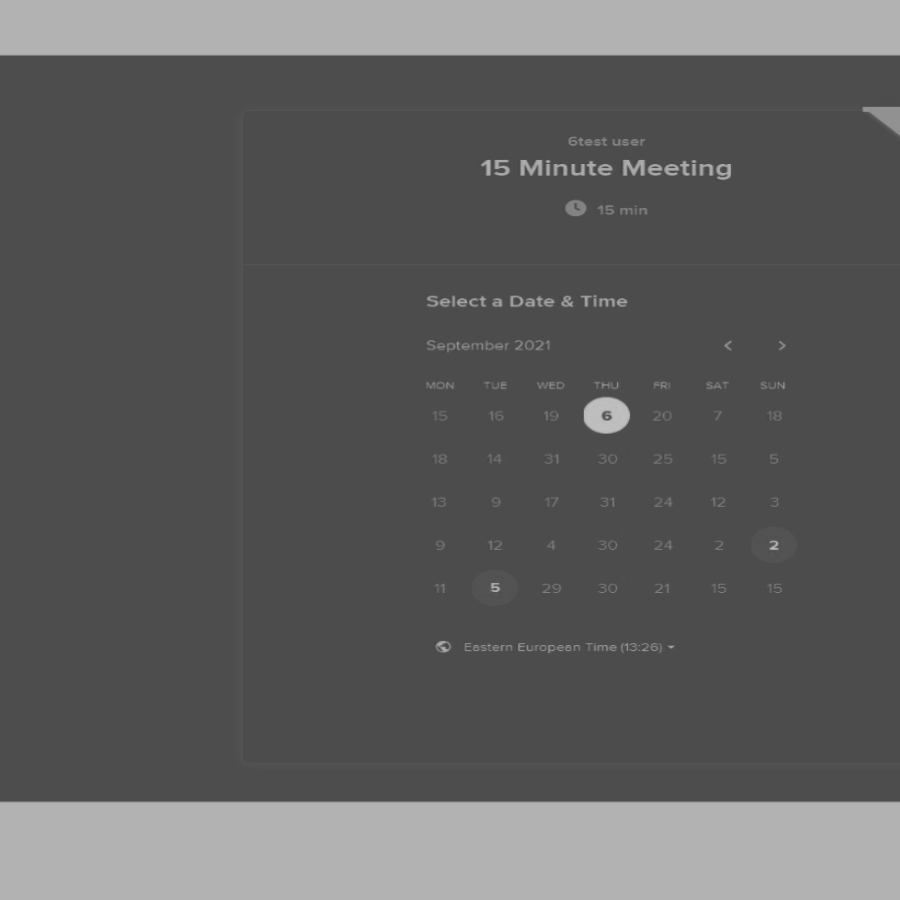 6test user
15 Minute Meeting
15 min
Select a Date & Time
September 2021
MON TUE WED THU FRI SAT SUN
15 16 19 6 20 7 18
18 14 31 30 25 15 5
13 9 17 31 24 12 3
9 12 4 30 24 2 2
11 5 29 30 21 15 15
Eastern European Time (13:26)